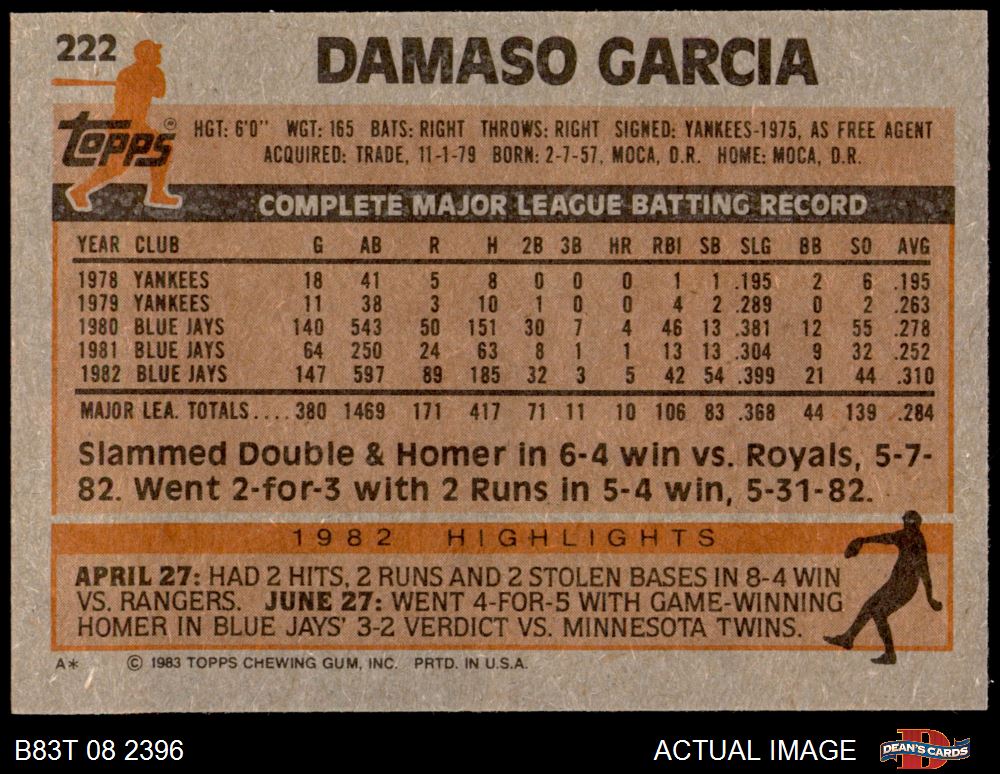 222
DAMASO GARCIA
topps®
HGT: 6'0" WGT: 165 BATS: RIGHT THROWS: RIGHT SIGNED: YANKEES-1975, AS FREE AGENT
ACQUIRED: TRADE, 11-1-79 BORN: 2-7-57, MOCA, D.R. HOME: MOCA, D.R.
COMPLETE MAJOR LEAGUE BATTING RECORD
YEAR CLUB G AB R H 2B 3B HR RBI SB SLG BB SO AVG
1978 YANKEES 18 41 5 8 0 0 0 1 1 .195 2 6 .195
1979 YANKEES 11 38 3 10 1 0 0 4 2 .289 0 2 .263
1980 BLUE JAYS 140 543 50 151 30 7 4 46 13 .381 12 55 .278
1981 BLUE JAYS 64 250 24 63 8 1 1 13 13 .304 9 32 .252
1982 BLUE JAYS 147 597 89 185 32 3 5 42 54 .399 21 44 .310
MAJOR LEA. TOTALS.... 380 1469 171 417 71 11 10 106 83 .368 44 139 .284
Slammed Double & Homer in 6-4 win vs. Royals, 5-7-
82. Went 2-for-3 with 2 Runs in 5-4 win, 5-31-82.
1982 HIGHLIGHTS
APRIL 27: HAD 2 HITS, 2 RUNS AND 2 STOLEN BASES IN 8-4 WIN
VS. RANGERS. JUNE 27: WENT 4-FOR-5 WITH GAME-WINNING
HOMER IN BLUE JAYS' 3-2 VERDICT VS. MINNESOTA TWINS.
A* © 1983 TOPPS CHEWING GUM, INC. PRTD. IN U.S.A.
B83T 08 2396
ACTUAL IMAGE
DEAN'S CARDS